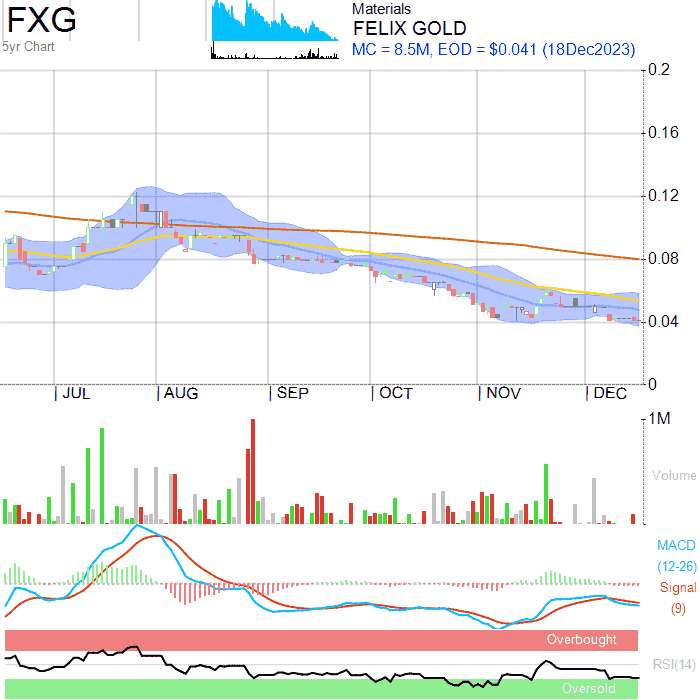 FXG
5yr Chart
Materials
FELIX GOLD
MC = 8.5M, EOD = $0.041 (18Dec2023)
0.2
0.16
0.12
0.08
0.04
0
JUL AUG SEP OCT NOV DEC
1M
Volume
MACD
(12-26)
Signal
(9)
Overbought
RSI(14)
Oversold